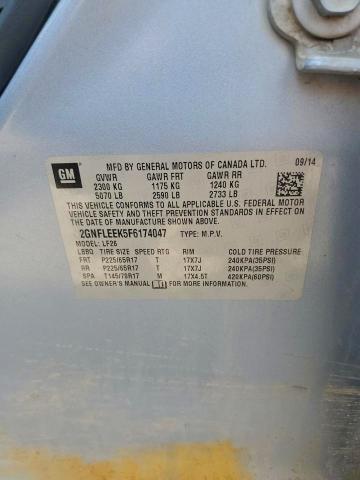 GM
MFD BY GENERAL MOTORS OF CANADA LTD. 09/14
GVWR GAWR FRT GAWR RR
2300 KG 1175 KG 1240 KG
5070 LB 2590 LB 2733 LB
THIS VEHICLE CONFORMS TO ALL APPLICABLE U.S. FEDERAL MOTOR
VEHICLE SAFETY, BUMPER, AND THEFT PREVENTION STANDARDS IN EFFECT ON
THE DATE OF MANUFACTURE SHOWN ABOVE.
2GNFLEEK5F6174047 TYPE: M.P.V.
MODEL: LF26
LBBQ TIRE SIZE SPEED RTG RIM COLD TIRE PRESSURE
FRT P225/65R17 T 17X7J 240KPA(35PSI)
RR P225/65R17 T 17X7J 240KPA(35PSI)
SPA T145/70R17 M 17X4.5T 420KPA(60PSI)
SEE OWNER'S MANUAL FOR ADDITIONAL INFORMATION.